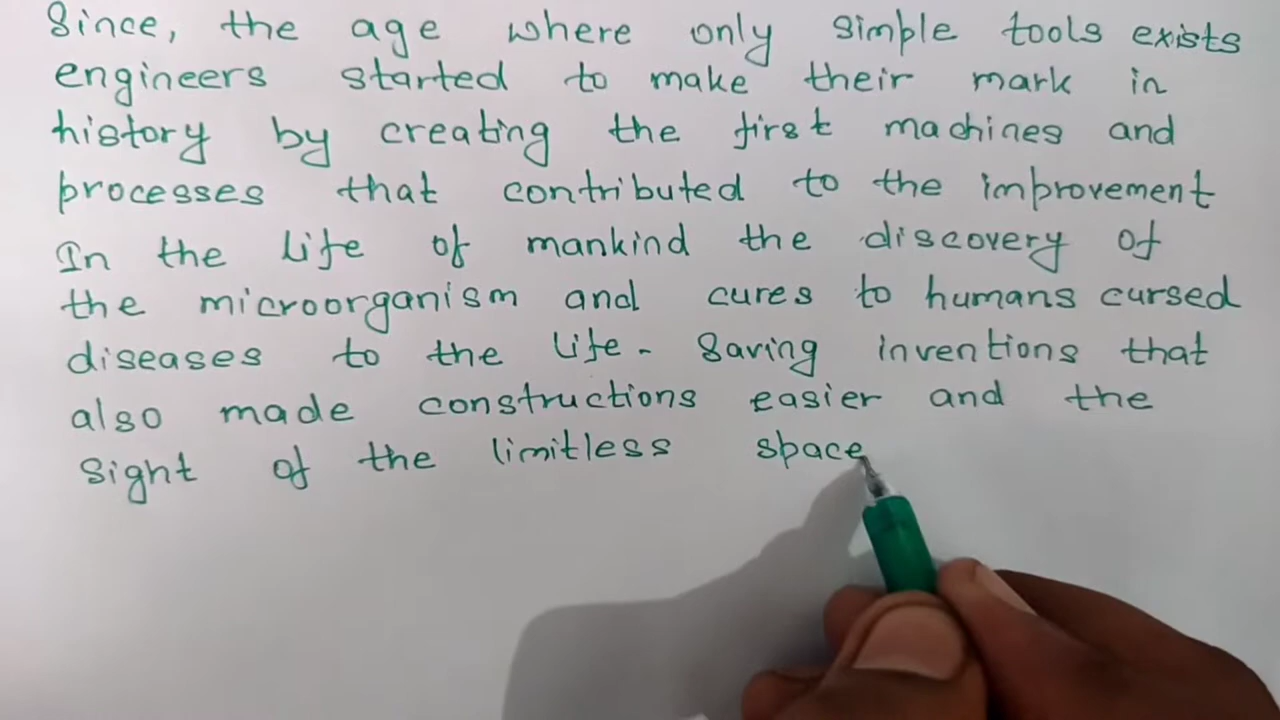 Since, the age where only simple tools exists
engineers started to make their mark in
history by creating the first machines and
processes that contributed to the improvement
In the life of mankind the discovery of
the microorganism and cures to humans cursed
diseases to the life - Saving inventions that
also made constructions easier and the
sight of the limitless space